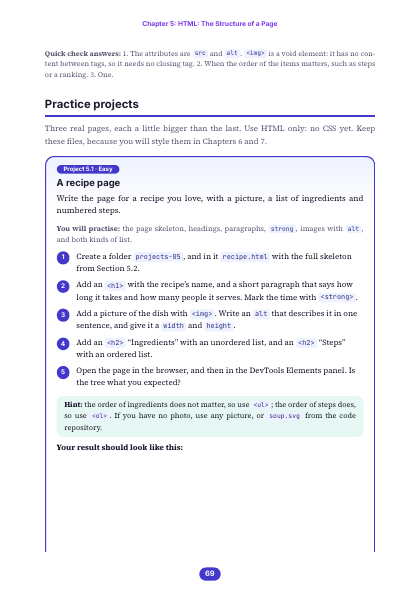 Chapter 5: HTML: The Structure of a Page
Quick check answers: 1. The attributes are src and alt. <img> is a void element: it has no con-
tent between tags, so it needs no closing tag. 2. When the order of the items matters, such as steps
or a ranking. 3. One.
Practice projects
Three real pages, each a little bigger than the last. Use HTML only: no CSS yet. Keep
these files, because you will style them in Chapters 6 and 7.
Project 5.1 · Easy
A recipe page
Write the page for a recipe you love, with a picture, a list of ingredients and
numbered steps.
You will practise: the page skeleton, headings, paragraphs, strong, images with alt,
and both kinds of list.
1 Create a folder projects-05, and in it recipe.html with the full skeleton
from Section 5.2.
2 Add an <h1> with the recipe's name, and a short paragraph that says how
long it takes and how many people it serves. Mark the time with <strong>.
3 Add a picture of the dish with <img>. Write an alt that describes it in one
sentence, and give it a width and height.
4 Add an <h2> “Ingredients” with an unordered list, and an <h2> “Steps”
with an ordered list.
5 Open the page in the browser, and then in the DevTools Elements panel. Is
the tree what you expected?
Hint: the order of ingredients does not matter, so use <ul>; the order of steps does,
so use <ol>. If you have no photo, use any picture, or soup.svg from the code
repository.
Your result should look like this:
69